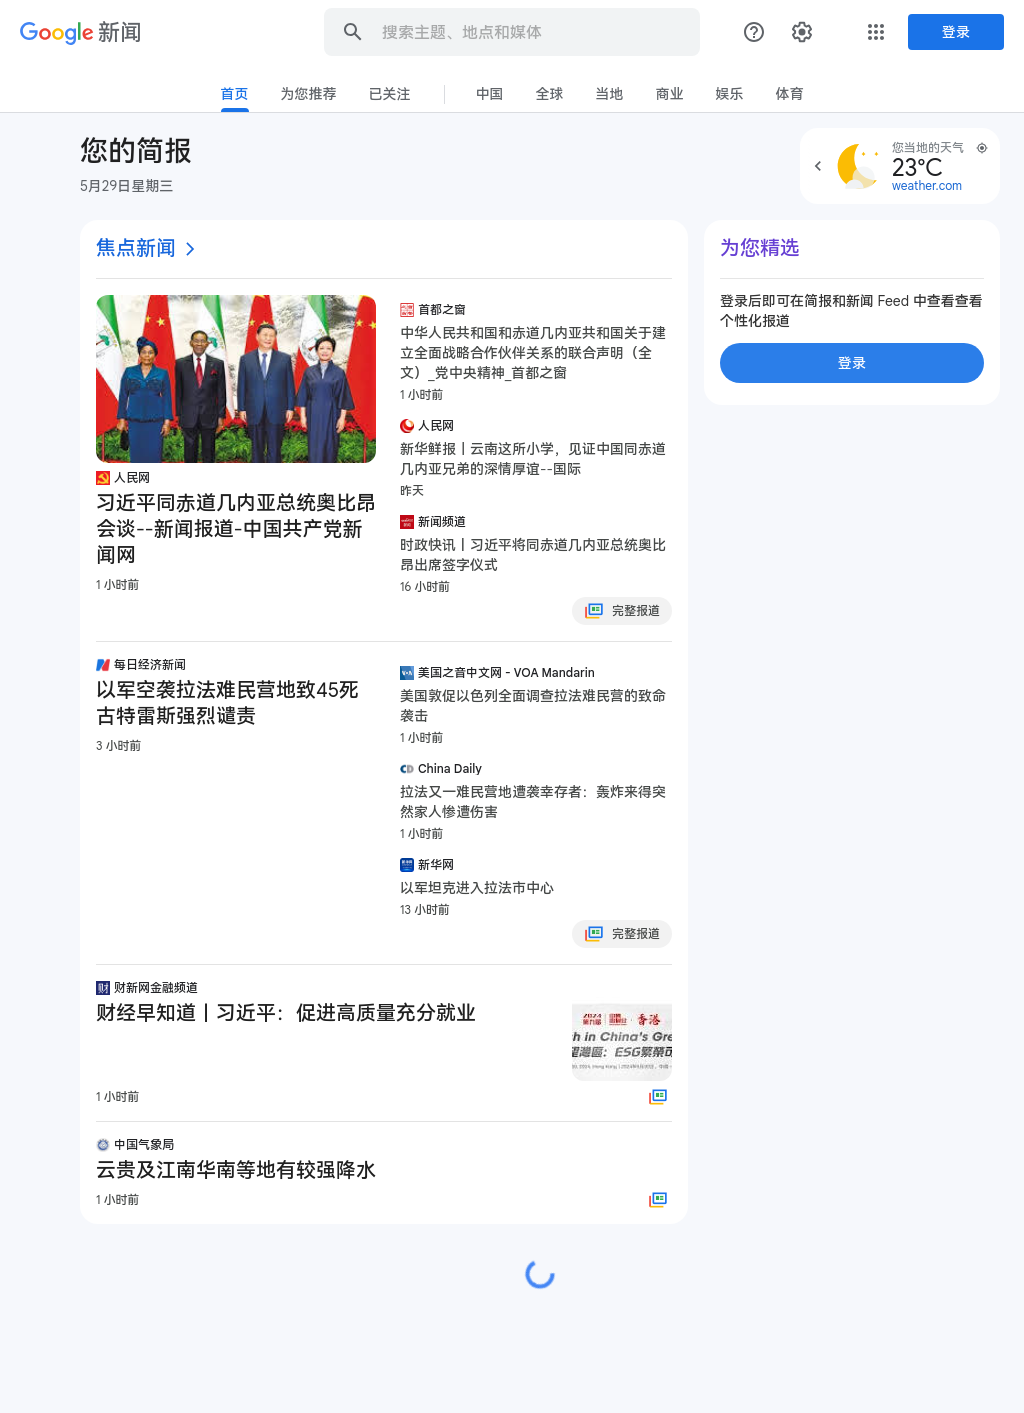 Google 新闻
搜索主题、地点和媒体
登录
首页 为您推荐 已关注 中国 全球 当地 商业 娱乐 体育
您的简报
5月29日星期三
您当地的天气
23°C
weather.com
焦点新闻
人民网
习近平同赤道几内亚总统奥比昂
会谈--新闻报道-中国共产党新
闻网
1 小时前
首都之窗
中华人民共和国和赤道几内亚共和国关于建
立全面战略合作伙伴关系的联合声明（全
文）_党中央精神_首都之窗
1 小时前
人民网
新华鲜报丨云南这所小学，见证中国同赤道
几内亚兄弟的深情厚谊--国际
昨天
新闻频道
时政快讯丨习近平将同赤道几内亚总统奥比
昂出席签字仪式
16 小时前
完整报道
每日经济新闻
以军空袭拉法难民营地致45死
古特雷斯强烈谴责
3 小时前
美国之音中文网 - VOA Mandarin
美国敦促以色列全面调查拉法难民营的致命
袭击
1 小时前
China Daily
拉法又一难民营地遭袭幸存者：轰炸来得突
然家人惨遭伤害
1 小时前
新华网
以军坦克进入拉法市中心
13 小时前
完整报道
财新网金融频道
财经早知道丨习近平：促进高质量充分就业
1 小时前
2024
香港
h in China's Gre
ESG繁榮
中国气象局
云贵及江南华南等地有较强降水
1 小时前
为您精选
登录后即可在简报和新闻 Feed 中查看查看
个性化报道
登录